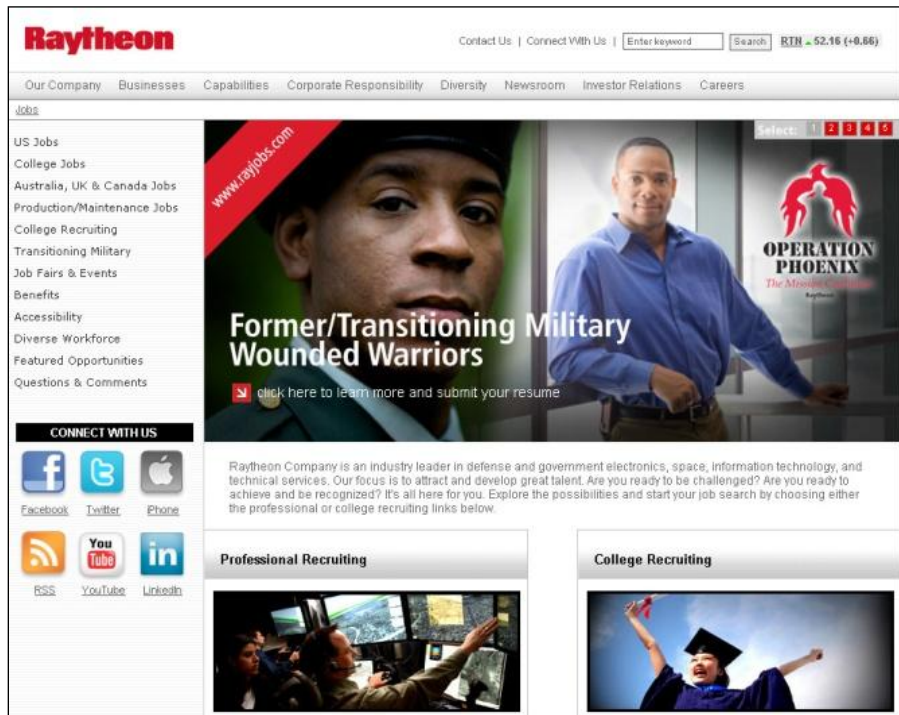 Raytheon
Contact Us | Connect With Us | Enter keyword Search RTN 52.16 (+0.66)
Our Company Businesses Capabilities Corporate Responsibility Diversity Newsroom Investor Relations Careers
Jobs
US Jobs
College Jobs
Australia, UK & Canada Jobs
Production/Maintenance Jobs
College Recruiting
Transitioning Military
Job Fairs & Events
Benefits
Accessibility
Diverse Workforce
Featured Opportunities
Questions & Comments
CONNECT WITH US
Facebook Twitter iPhone
You
Tube
in
RSS YouTube LinkedIn
Select: 1 2 3 4 5
www.rayjobs.com
OPERATION
PHOENIX
The Mission
Raytheon
Former/Transitioning Military
Wounded Warriors
click here to learn more and submit your resume
Raytheon Company is an industry leader in defense and government electronics, space, information technology, and
technical services. Our focus is to attract and develop great talent. Are you ready to be challenged? Are you ready to
achieve and be recognized? It's all here for you. Explore the possibilities and start your job search by choosing either
the professional or college recruiting links below.
Professional Recruiting
College Recruiting